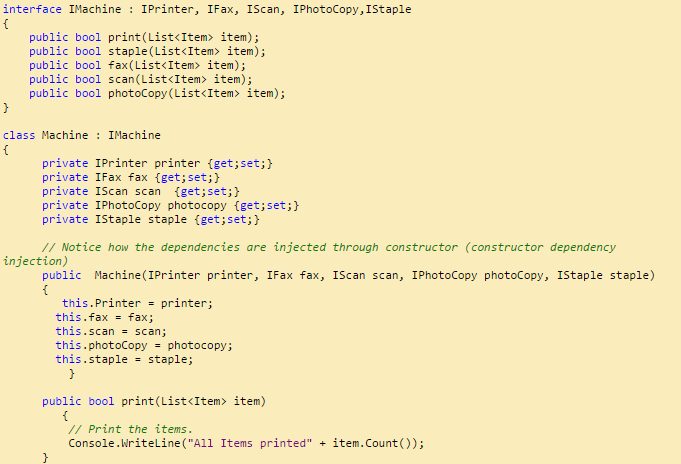 interface IMachine : IPrinter, IFax, IScan, IPhotoCopy,IStaple
{
    public bool print(List<Item> item);
    public bool staple(List<Item> item);
    public bool fax(List<Item> item);
    public bool scan(List<Item> item);
    public bool photoCopy(List<Item> item);
}

class Machine : IMachine
{
      private IPrinter printer {get;set;}
      private IFax fax {get;set;}
      private IScan scan  {get;set;}
      private IPhotoCopy photocopy {get;set;}
      private IStaple staple {get;set;}

      // Notice how the dependencies are injected through constructor (constructor dependency
injection)
      public  Machine(IPrinter printer, IFax fax, IScan scan, IPhotoCopy photoCopy, IStaple staple)
      {
         this.Printer = printer;
        this.fax = fax;
        this.scan = scan;
        this.photoCopy = photocopy;
        this.staple = staple;
          }

      public bool print(List<Item> item)
         {
          // Print the items.
          Console.WriteLine("All Items printed" + item.Count());
      }